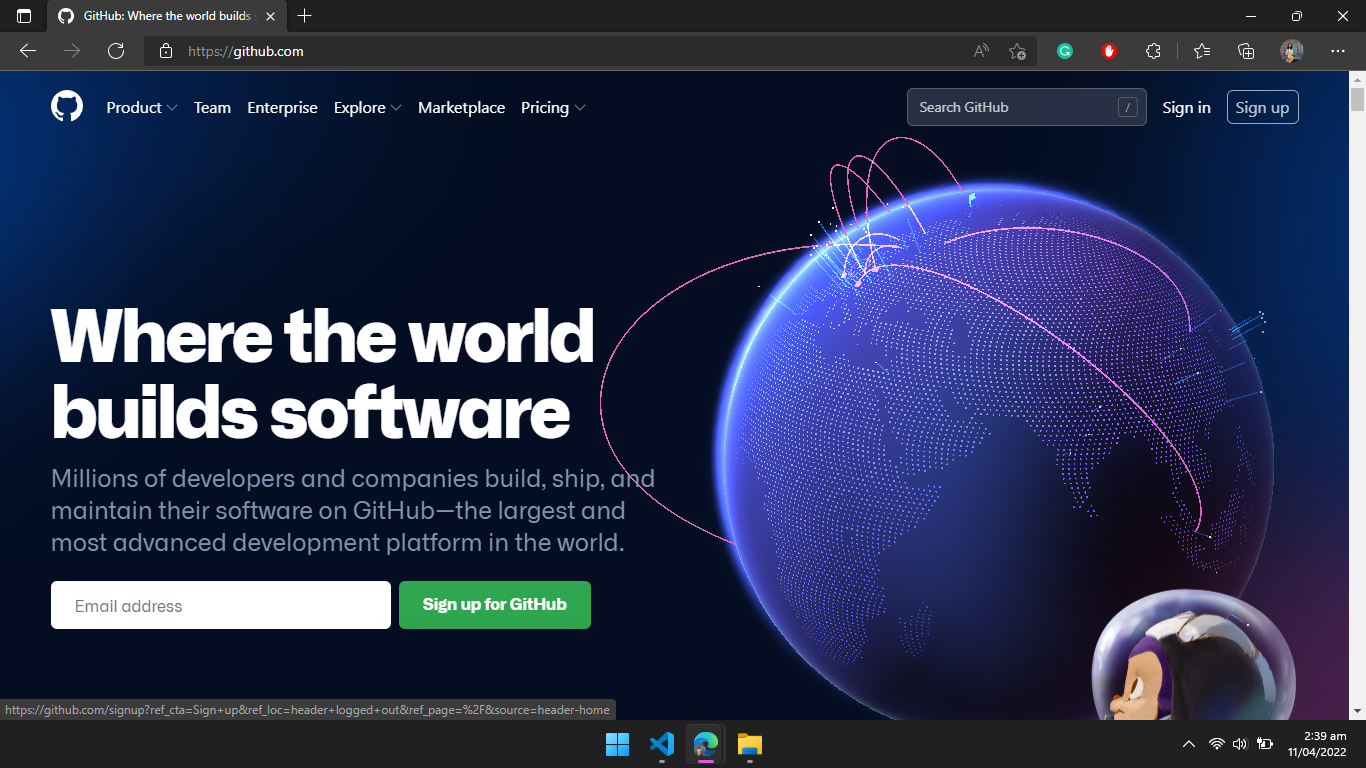 GitHub: Where the world builds s
https://github.com
Product
Team
Enterprise
Explore
Marketplace
Pricing
Search GitHub
/
Sign in
Sign up
Where the world
builds software
Millions of developers and companies build, ship, and
maintain their software on GitHub—the largest and
most advanced development platform in the world.
Email address
Sign up for GitHub
https://github.com/signup?ref_cta=Sign+up&ref_loc=header+logged+out&ref_page=%2F&source=header-home
2:39 am
11/04/2022